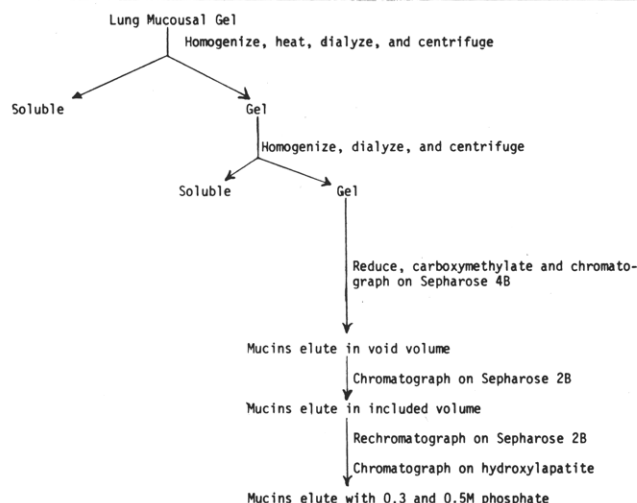 Lung Mucousal Gel
Homogenize, heat, dialyze, and centrifuge
Soluble
Gel
Homogenize, dialyze, and centrifuge
Soluble
Gel
Reduce, carboxymethylate and chromato-
graph on Sepharose 4B
Mucins elute in void volume
Chromatograph on Sepharose 2B
Mucins elute in included volume
Rechromatograph on Sepharose 2B
Chromatograph on hydroxylapatite
Mucins elute with 0.3 and 0.5M phosphate